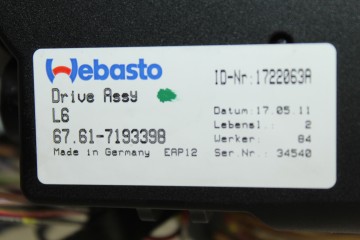 Webasto
ID-Nr:1722063A
Drive Assy
L6
67.61-7193398
Made in Germany ERP12
Datum:17.05.11
Lebensl.: 2
Werker: 84
Ser Nr.: 34540